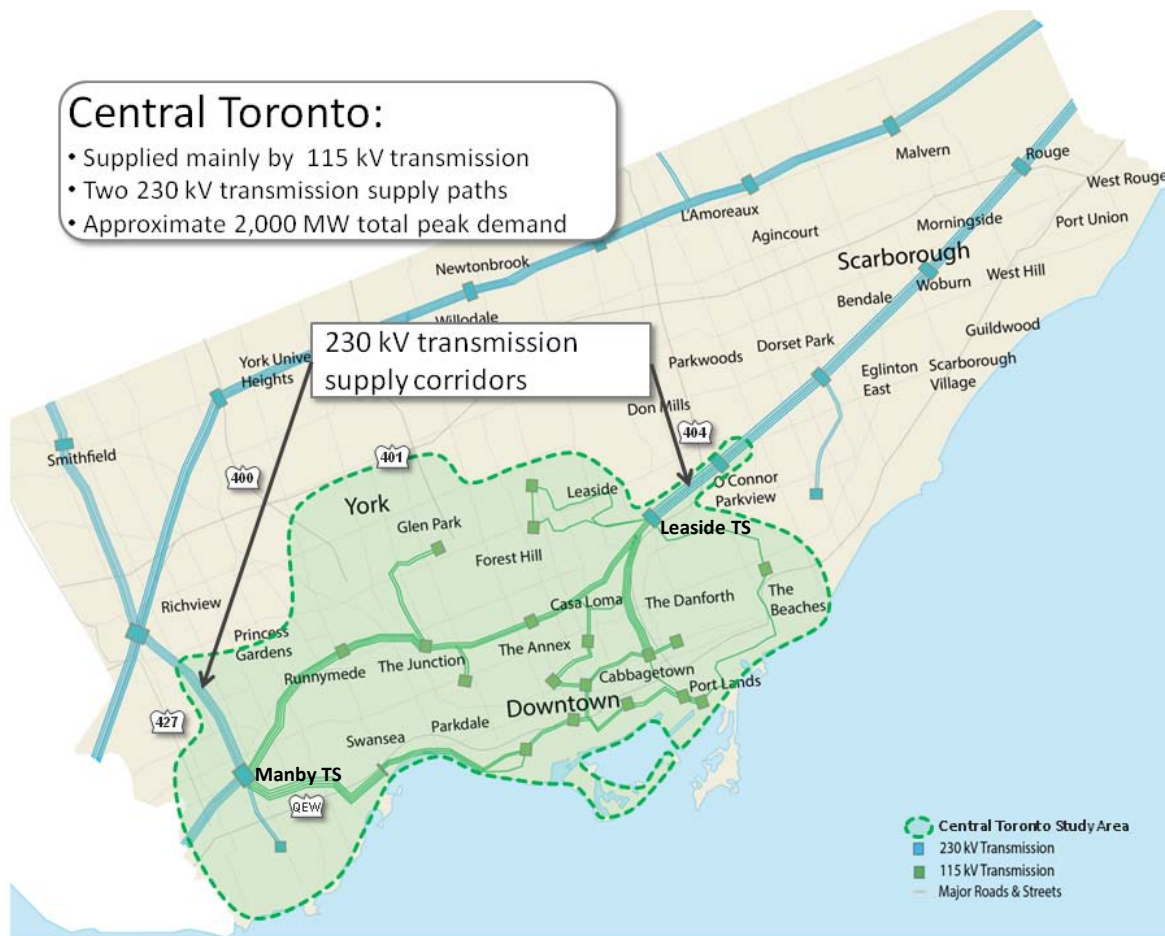 Central Toronto:
• Supplied mainly by 115 kV transmission
• Two 230 kV transmission supply paths
• Approximate 2,000 MW total peak demand
Malvern
Rouge
West Rouge
L'Amoreaux
Morningside
Port Union
Agincourt
Scarborough
Newtonbrook
West Hill
Woburn
Bendale
Willodale
Guildwood
230 kV transmission
supply corridors
York Unive
Heights
Parkwoods
Dorset Park
Eglinton
East
Scarborough
Village
Don Mills
404
Smithfield
400
401
O'Connor
Parkview
Leaside
York
Glen Park
Leaside TS
Forest Hill
Richview
Casa Loma
The Danforth
The
Beaches
Princess
Gardens
The Annex
Runnymede
The Junction
Cabbagetown
Port Lands
Downtown
427
Parkdale
Swansea
Manby TS
QEW
Central Toronto Study Area
230 kV Transmission
115 kV Transmission
Major Roads & Streets